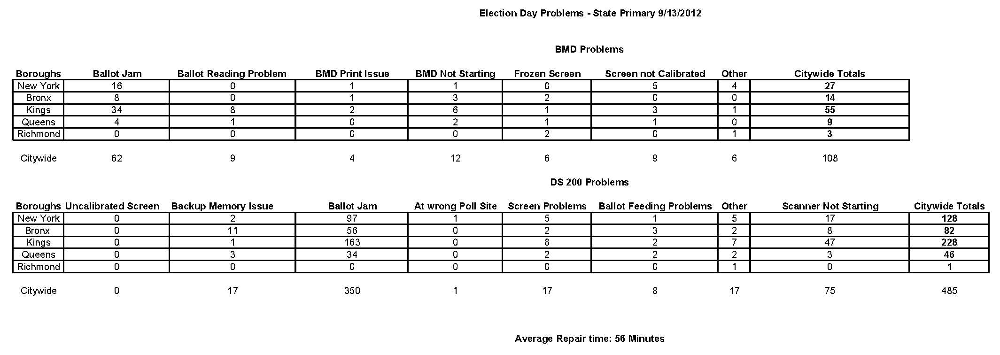 Election Day Problems - State Primary 9/13/2012
BMD Problems
Boroughs Ballot Jam Ballot Reading Problem BMD Print Issue BMD Not Starting Frozen Screen Screen not Calibrated Other Citywide Totals
New York 16 0 1 1 0 5 4 27
Bronx 8 0 1 3 2 0 0 14
Kings 34 8 2 6 1 3 1 55
Queens 4 1 0 2 1 1 0 9
Richmond 0 0 0 0 2 0 1 3
Citywide 62 9 4 12 6 9 6 108
DS 200 Problems
Boroughs Uncalibrated Screen Backup Memory Issue Ballot Jam At wrong Poll Site Screen Problems Ballot Feeding Problems Other Scanner Not Starting Citywide Totals
New York 0 2 97 1 5 1 5 17 128
Bronx 0 11 56 0 2 3 2 8 82
Kings 0 1 163 0 8 2 7 47 228
Queens 0 3 34 0 2 2 2 3 46
Richmond 0 0 0 0 0 0 1 0 1
Citywide 0 17 350 1 17 8 17 75 485
Average Repair time: 56 Minutes